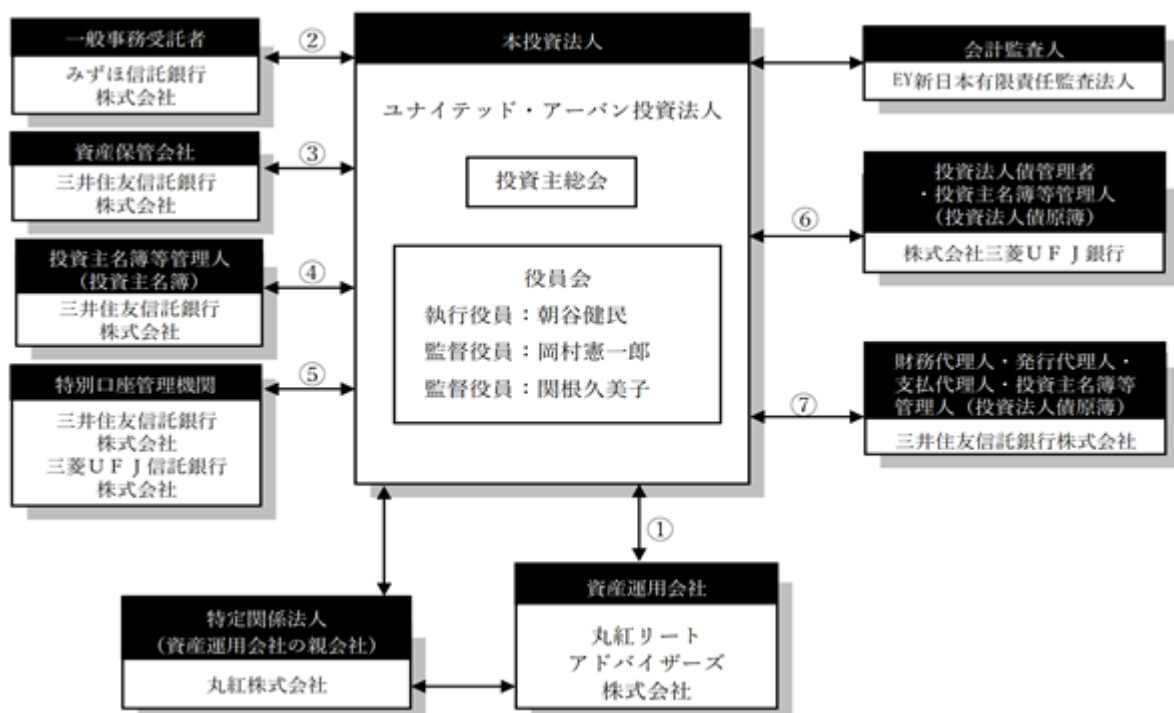 一般事務受託者
みずほ信託銀行
株式会社
②
資産保管会社
三井住友信託銀行
株式会社
③
投資主名簿等管理人
(投資主名簿)
三井住友信託銀行
株式会社
④
特別口座管理機関
三井住友信託銀行
株式会社
三菱UFJ信託銀行
株式会社
⑤
本投資法人
ユナイテッド・アーバン投資法人
投資主総会
役員会
執行役員：朝谷健民
監督役員：岡村憲一郎
監督役員：関根久美子
会計監査人
EY新日本有限責任監査法人
投資法人債管理者
・投資主名簿等管理人
(投資法人債原簿)
株式会社三菱UFJ銀行
⑥
財務代理人・発行代理人・
支払代理人・投資主名簿等
管理人(投資法人債原簿)
三井住友信託銀行株式会社
⑦
①
特定関係法人
(資産運用会社の親会社)
丸紅株式会社
資産運用会社
丸紅リート
アドバイザーズ
株式会社